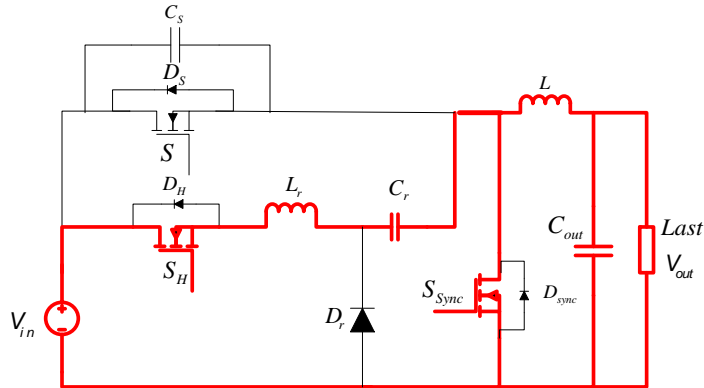 C_S
D_S
L
S
D_H
L_r
C_r
C_out
Last
S_H
V_out
S_Sync
D_sync
D_r
V_in